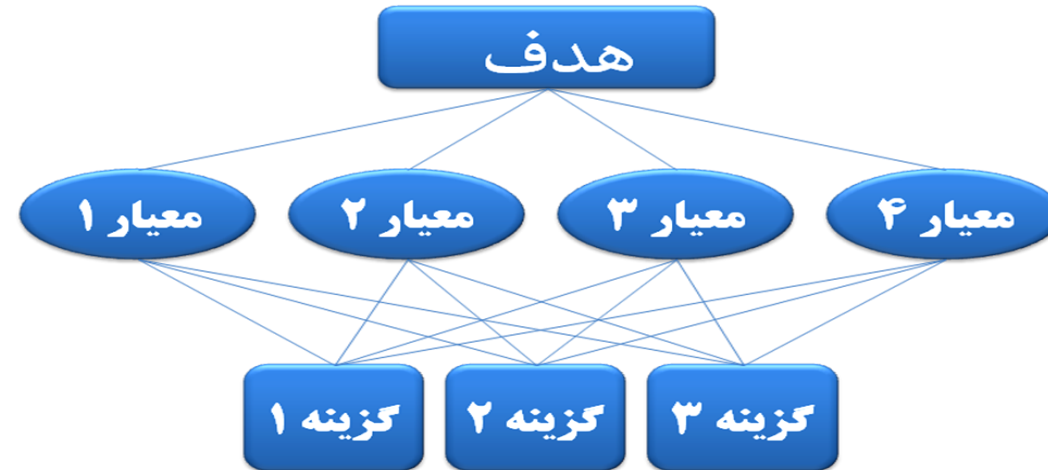 هدف
معیار ۱
معیار ۲
معیار ۳
معیار ۴
گزینه ۱
گزینه ۲
گزینه ۳